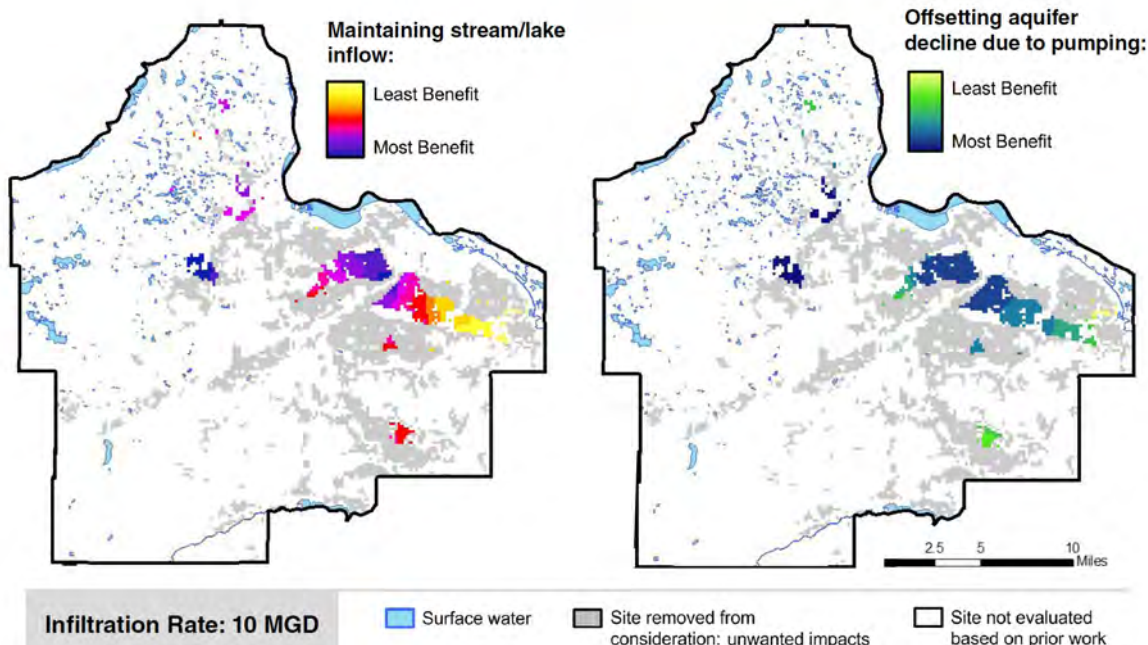 Maintaining stream/lake
inflow:
Least Benefit
Most Benefit
Offsetting aquifer
decline due to pumping:
Least Benefit
Most Benefit
2.5 5 10
Miles
Infiltration Rate: 10 MGD
Surface water
Site removed from
consideration: unwanted impacts
Site not evaluated
based on prior work